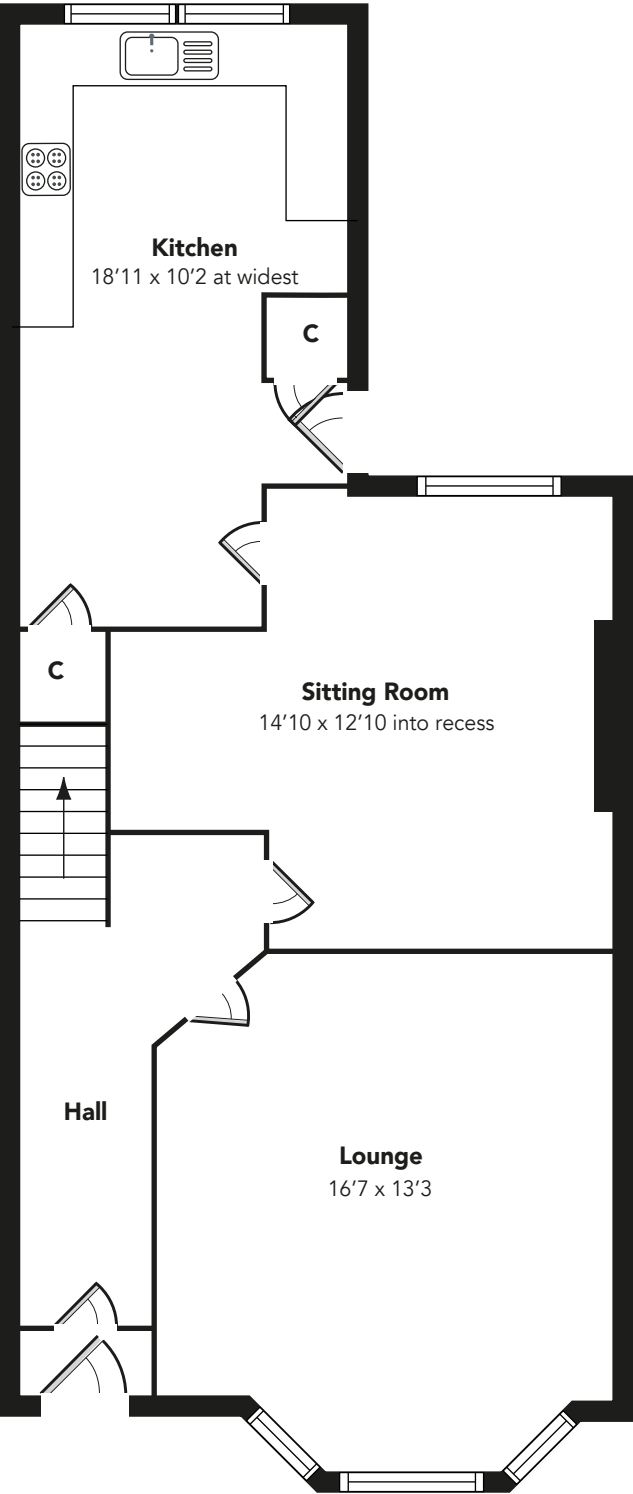 Kitchen
18’11 x 10’2 at widest
C
C
Sitting Room
14’10 x 12’10 into recess
Hall
Lounge
16’7 x 13’3